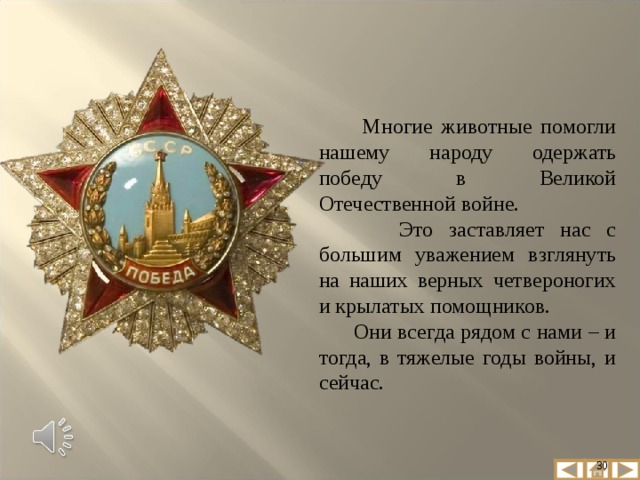 СССР
ПОБЕДА
Многие животные помогли
нашему народу одержать
победу в Великой
Отечественной войне.
Это заставляет нас с
большим уважением взглянуть
на наших верных четвероногих
и крылатых помощников.
Они всегда рядом с нами – и
тогда, в тяжелые годы войны, и
сейчас.
30